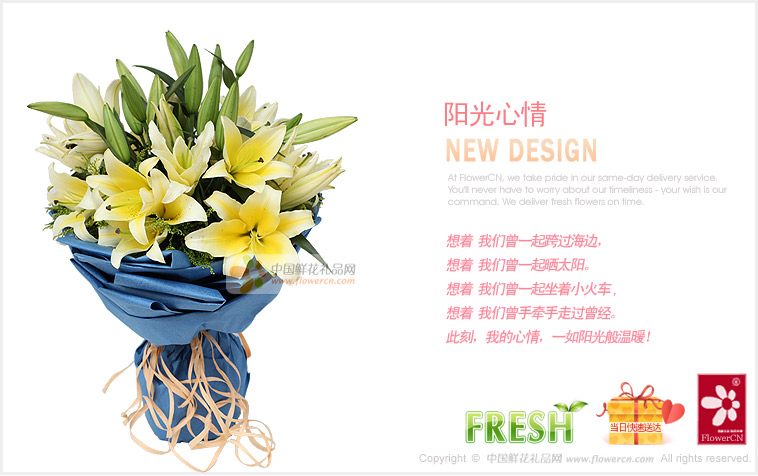 阳光心情
NEW DESIGN
At FlowerCN, we take pride in our same-day delivery service.
You'll never have to worry about our timeliness - your wish is our
command. We deliver fresh flowers on time.
想着 我们曾一起跨过海边，
想着 我们曾一起晒太阳。
想着 我们曾一起坐着小火车，
想着 我们曾手牵手走过曾经。
此刻，我的心情，一如阳光般温暖！
中国鲜花礼品网
www.flowercn.com
FRESH
当日快速送达
FlowerCN
Copyright © 中国鲜花礼品网 www.flowercn.com All rights reserved.